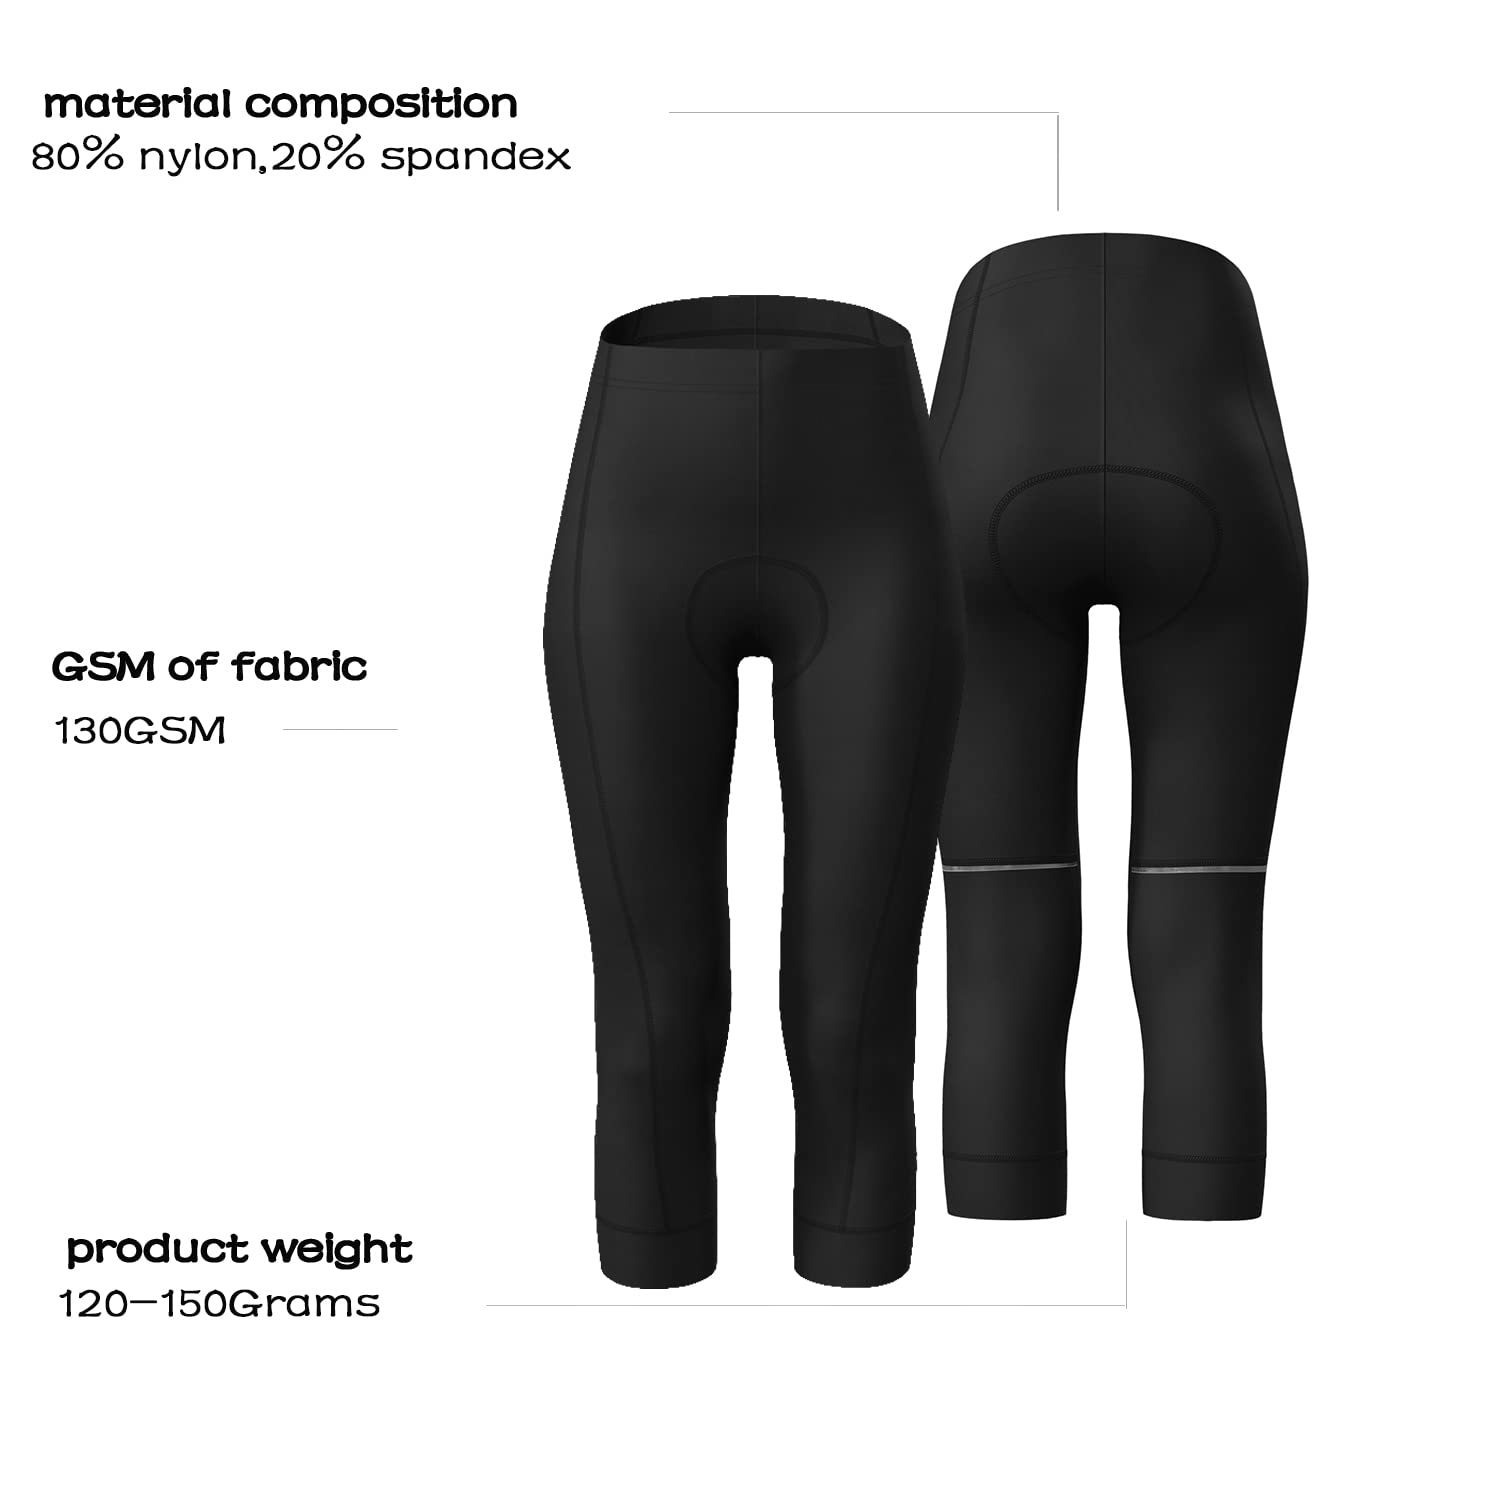 material composition
80% nylon,20% spandex
GSM of fabric
130GSM
product weight
120-150Grams